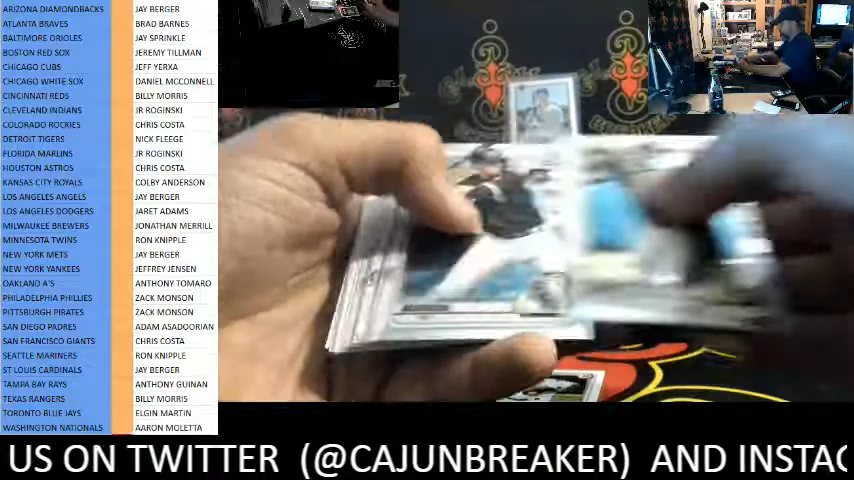 ARIZONA DIAMONDBACKS JAY BERGER
ATLANTA BRAVES BRAD BARNES
BALTIMORE ORIOLES JAY SPRINKLE
BOSTON RED SOX JEREMY TILLMAN
CHICAGO CUBS JEFF YERXA
CHICAGO WHITE SOX DANIEL MCCONNELL
CINCINNATI REDS BILLY MORRIS
CLEVELAND INDIANS JR ROGINSKI
COLORADO ROCKIES CHRIS COSTA
DETROIT TIGERS NICK FLEEGE
FLORIDA MARLINS JR ROGINSKI
HOUSTON ASTROS CHRIS COSTA
KANSAS CITY ROYALS COLBY ANDERSON
LOS ANGELES ANGELS JAY BERGER
LOS ANGELES DODGERS JARET ADAMS
MILWAUKEE BREWERS JONATHAN MERRILL
MINNESOTA TWINS RON KNIPPLE
NEW YORK METS JAY BERGER
NEW YORK YANKEES JEFFREY JENSEN
OAKLAND A'S ANTHONY TOMARO
PHILADELPHIA PHILLIES ZACK MONSON
PITTSBURGH PIRATES ZACK MONSON
SAN DIEGO PADRES ADAM ASADOORIAN
SAN FRANCISCO GIANTS CHRIS COSTA
SEATTLE MARINERS RON KNIPPLE
ST LOUIS CARDINALS JAY BERGER
TAMPA BAY RAYS ANTHONY GUINAN
TEXAS RANGERS BILLY MORRIS
TORONTO BLUE JAYS ELGIN MARTIN
WASHINGTON NATIONALS AARON MOLETTA
US ON TWITTER (@CAJUNBREAKER) AND INSTAG